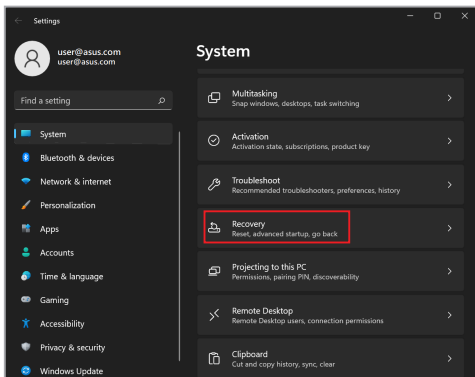 Settings
user@asus.com
user@asus.com
Find a setting
System
Bluetooth & devices
Network & internet
Personalization
Apps
Accounts
Time & language
Gaming
Accessibility
Privacy & security
Windows Update
System
Multitasking
Snap windows, desktops, task switching
Activation
Activation state, subscriptions, product key
Troubleshoot
Recommended troubleshooters, preferences, history
Recovery
Reset, advanced startup, go back
Projecting to this PC
Permissions, pairing PIN, discoverability
Remote Desktop
Remote Desktop users, connection permissions
Clipboard
Cut and copy history, sync, clear